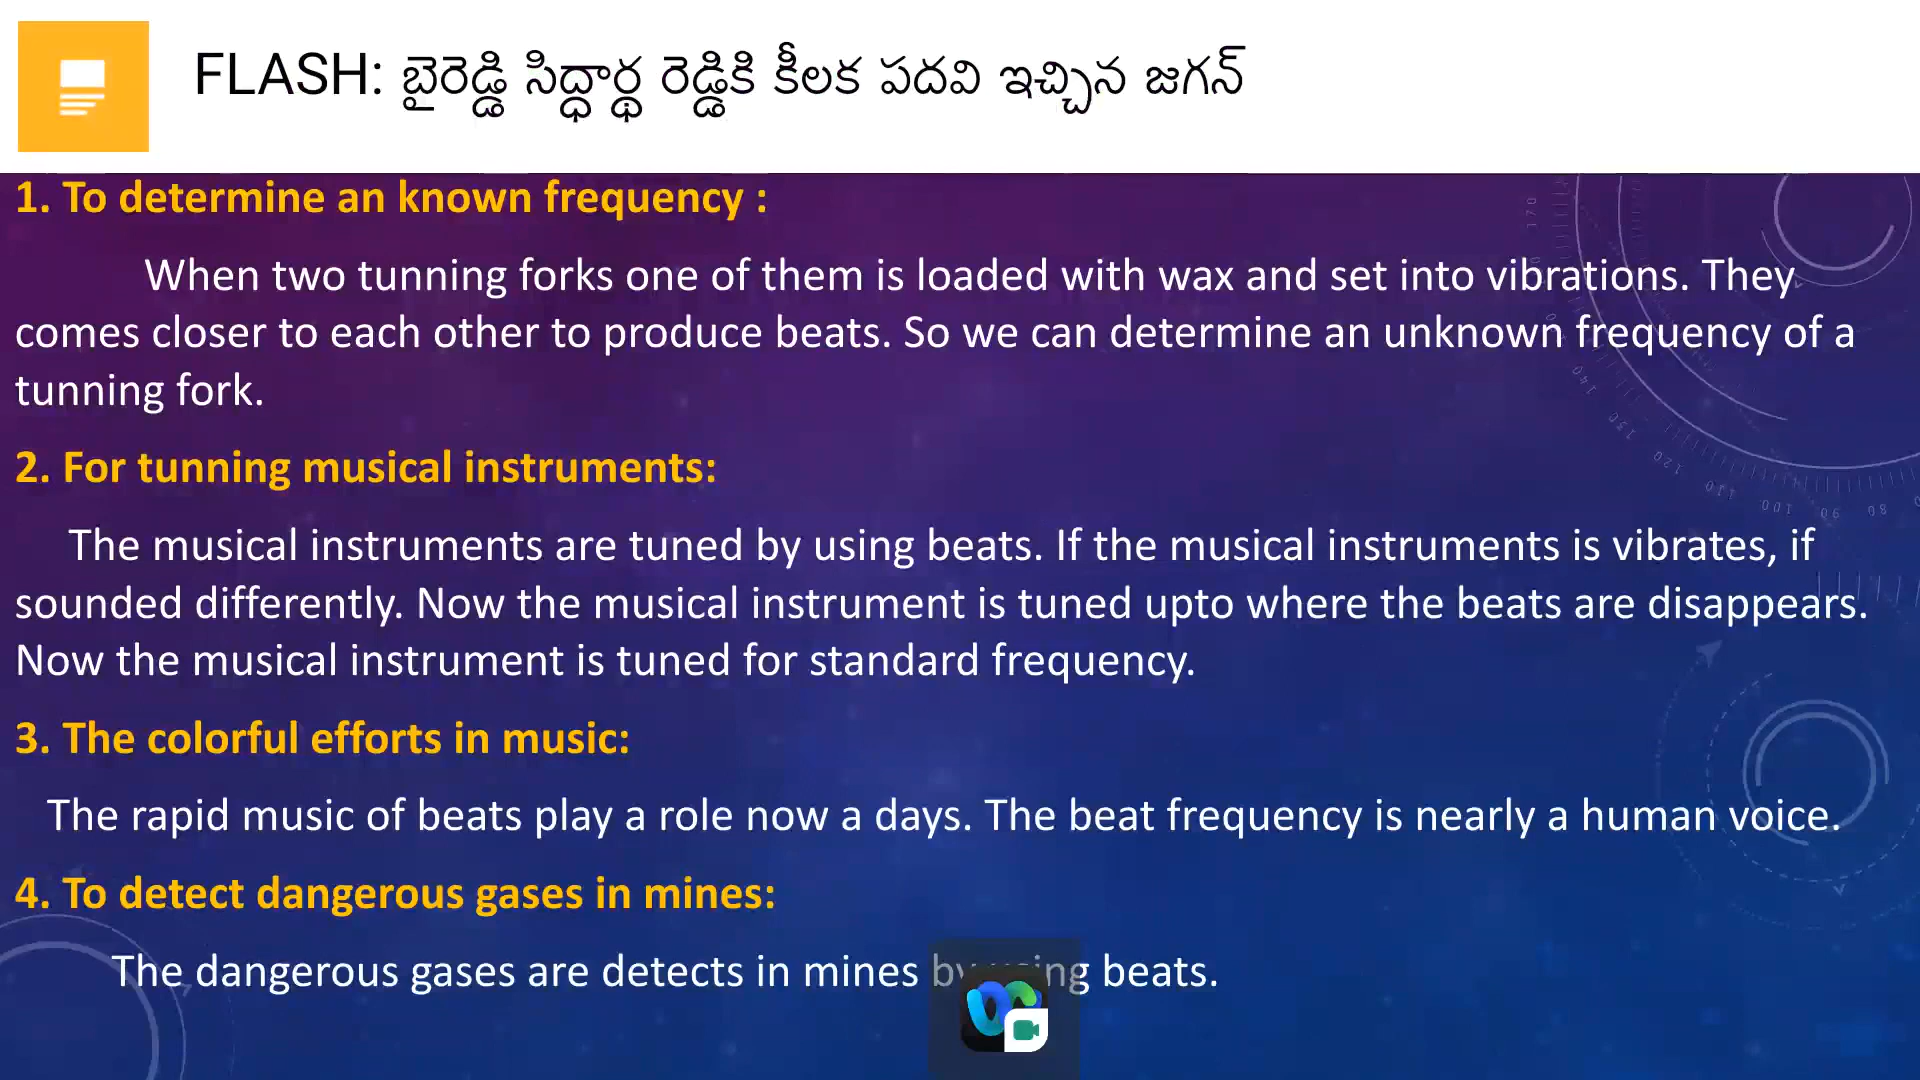 FLASH: బైరెడ్డి సిద్ధార్థ రెడ్డికి కీలక పదవి ఇచ్చిన జగన్
1. To determine an known frequency :
When two tunning forks one of them is loaded with wax and set into vibrations. They
comes closer to each other to produce beats. So we can determine an unknown frequency of a
tunning fork.
2. For tunning musical instruments:
The musical instruments are tuned by using beats. If the musical instruments is vibrates, if
sounded differently. Now the musical instrument is tuned upto where the beats are disappears.
Now the musical instrument is tuned for standard frequency.
3. The colorful efforts in music:
The rapid music of beats play a role now a days. The beat frequency is nearly a human voice.
4. To detect dangerous gases in mines:
The dangerous gases are detects in mines by using beats.